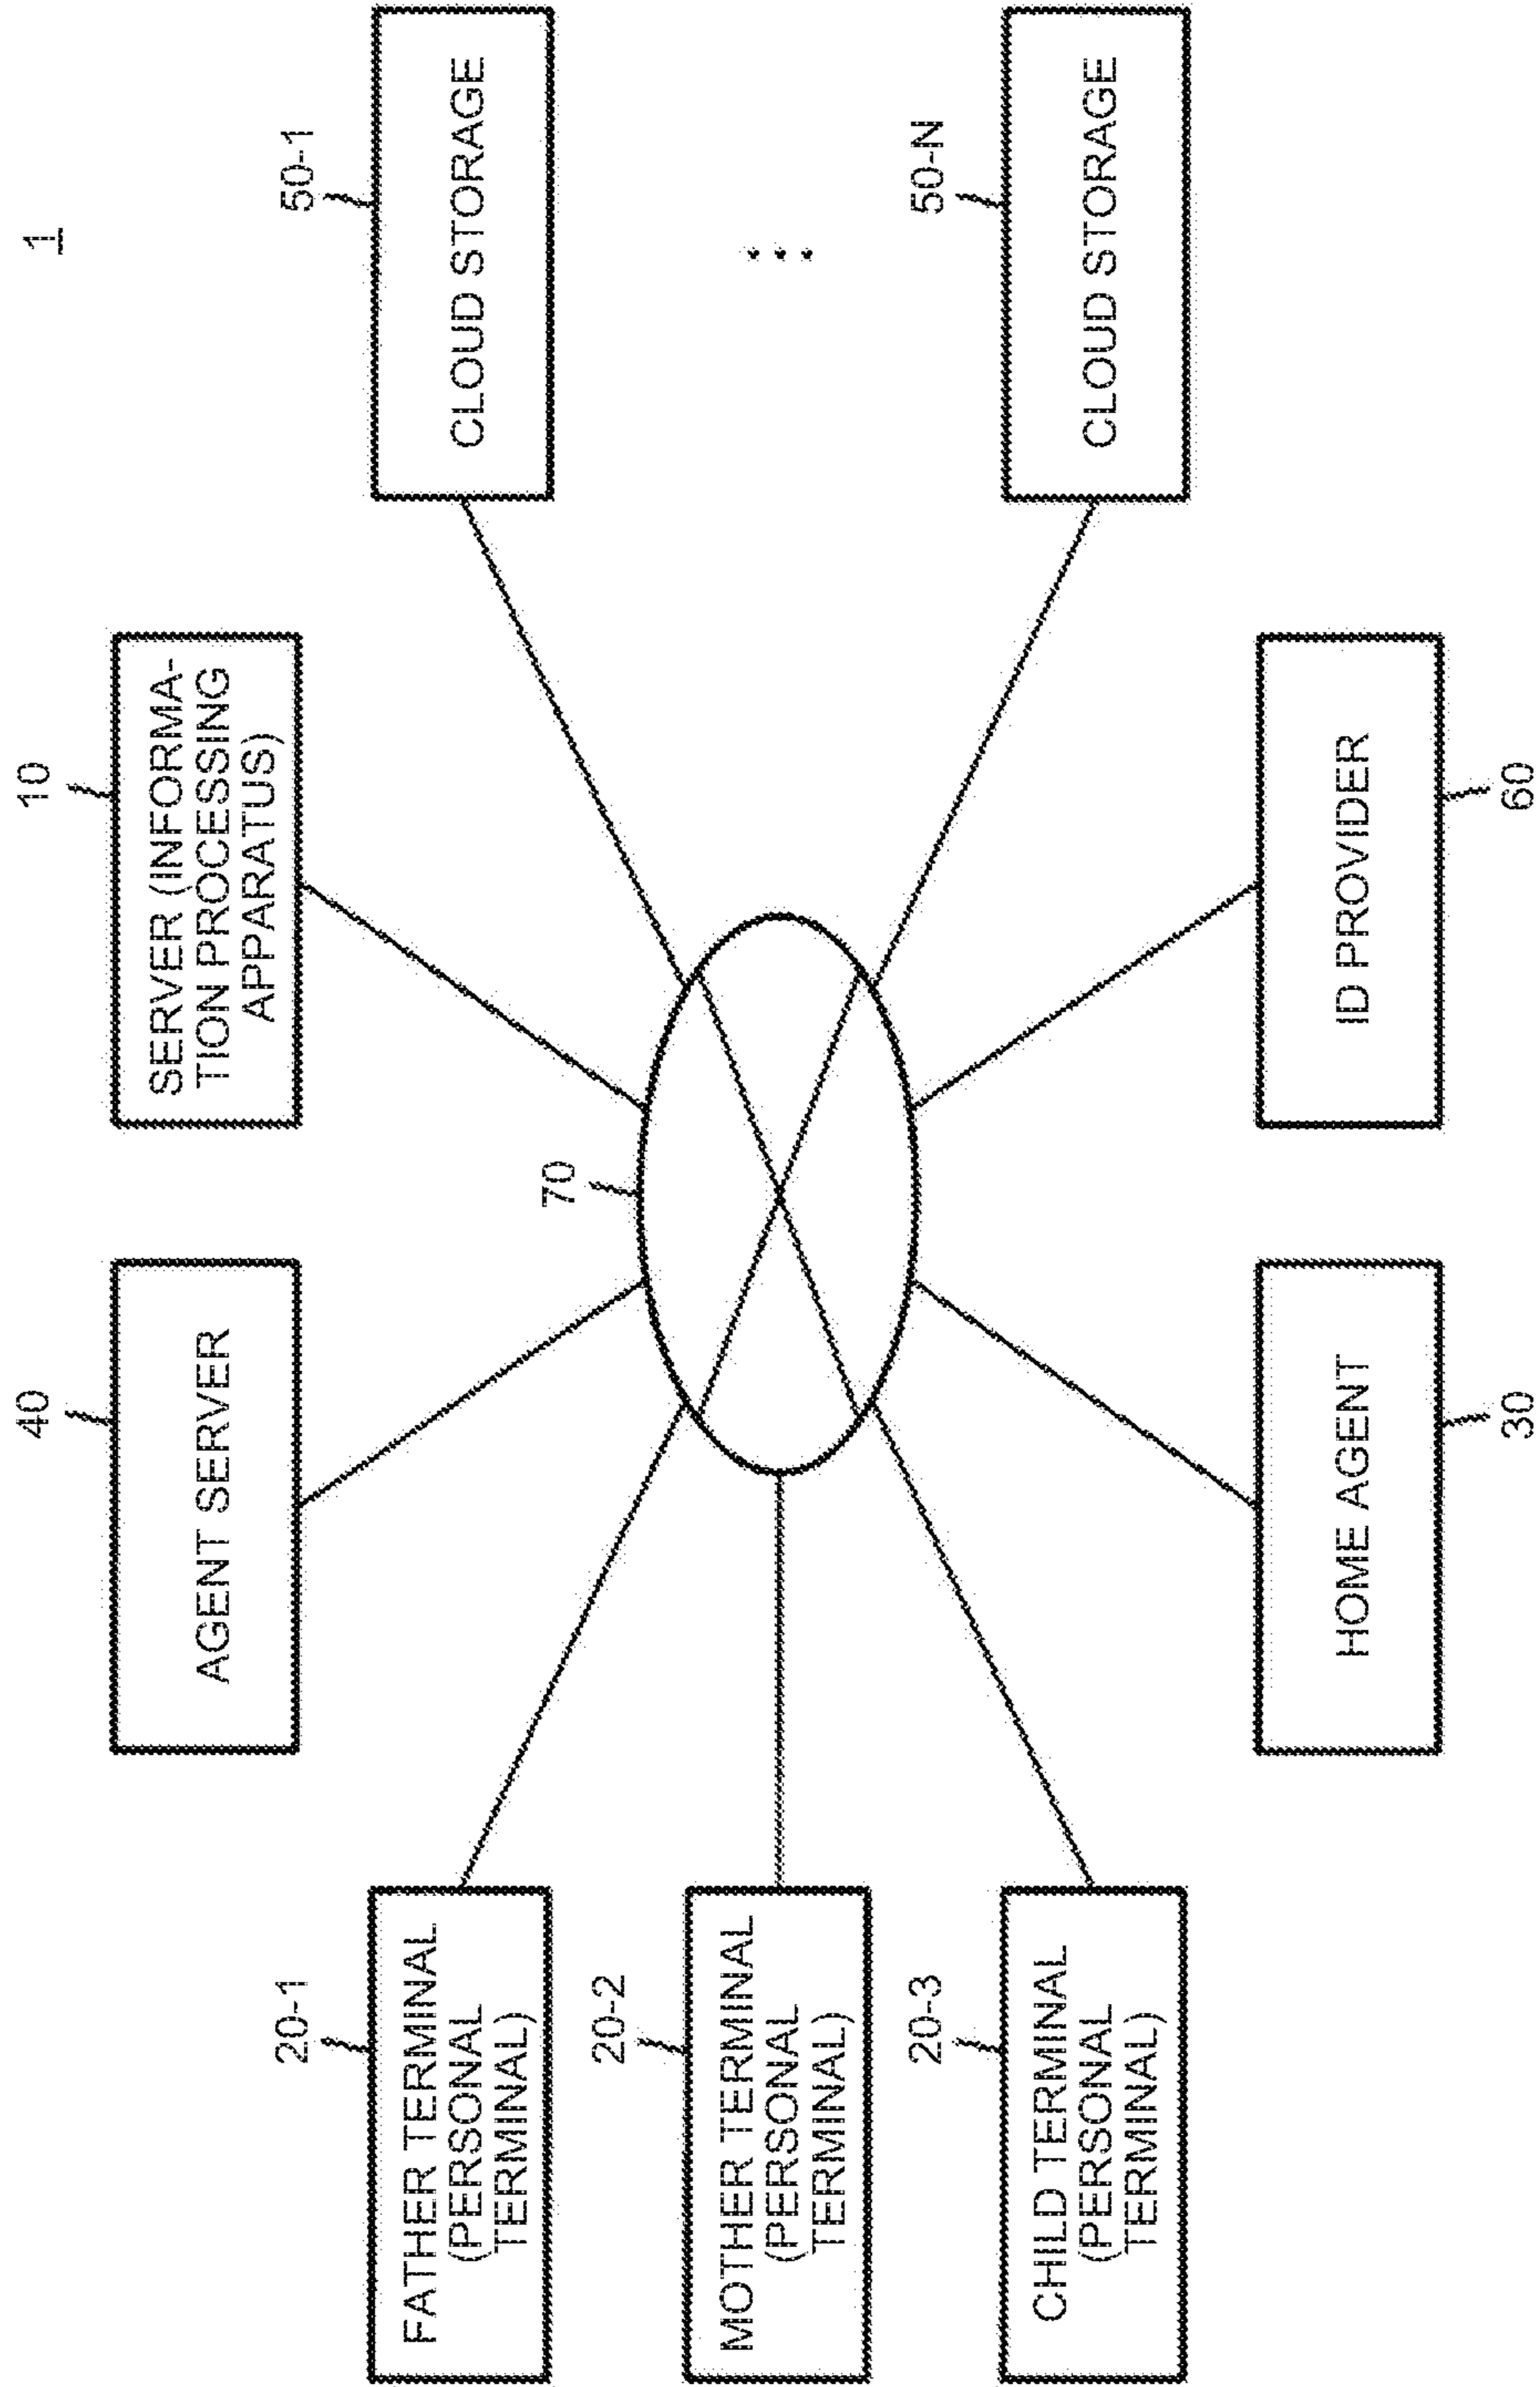 1
40
AGENT SERVER
10
SERVER (INFORMA-
TION PROCESSING
APPARATUS)
20-1
FATHER TERMINAL
(PERSONAL
TERMINAL)
50-1
CLOUD STORAGE
70
20-2
MOTHER TERMINAL
(PERSONAL
TERMINAL)
20-3
CHILD TERMINAL
(PERSONAL
TERMINAL)
50-N
CLOUD STORAGE
HOME AGENT
30
ID PROVIDER
60